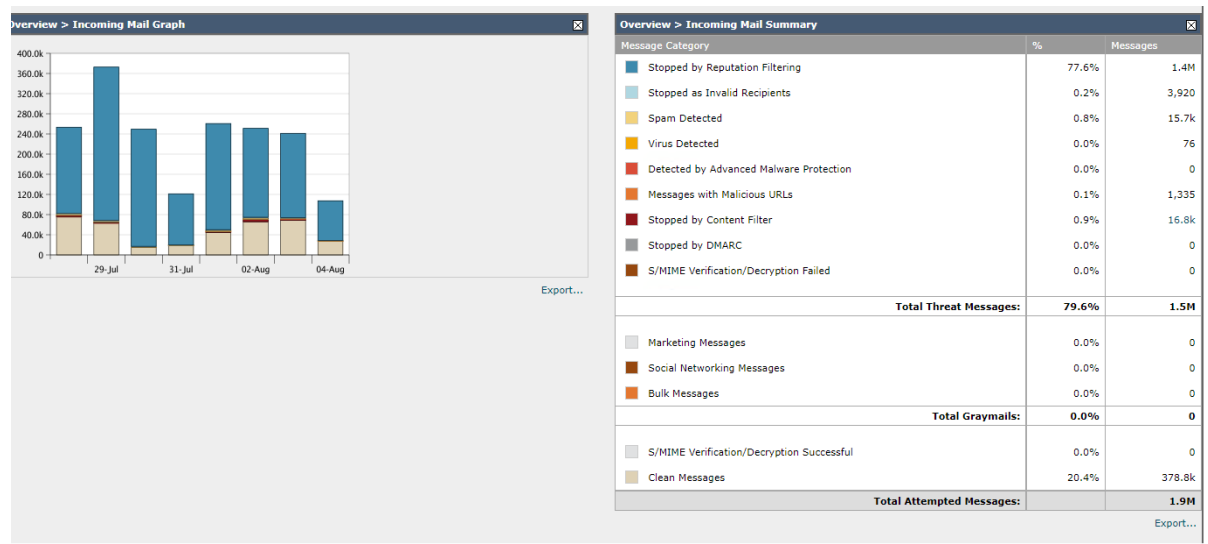 Overview > Incoming Mail Graph
400.0k
360.0k
320.0k
280.0k
240.0k
200.0k
160.0k
120.0k
80.0k
40.0k
0
29-Jul 31-Jul 02-Aug 04-Aug
Export...
Overview > Incoming Mail Summary
Message Category % Messages
Stopped by Reputation Filtering 77.6% 1.4M
Stopped as Invalid Recipients 0.2% 3,920
Spam Detected 0.8% 15.7k
Virus Detected 0.0% 76
Detected by Advanced Malware Protection 0.0% 0
Messages with Malicious URLs 0.1% 1,335
Stopped by Content Filter 0.9% 16.8k
Stopped by DMARC 0.0% 0
S/MIME Verification/Decryption Failed 0.0% 0
Total Threat Messages: 79.6% 1.5M
Marketing Messages 0.0% 0
Social Networking Messages 0.0% 0
Bulk Messages 0.0% 0
Total Graymails: 0.0% 0
S/MIME Verification/Decryption Successful 0.0% 0
Clean Messages 20.4% 378.8k
Total Attempted Messages: 1.9M
Export...